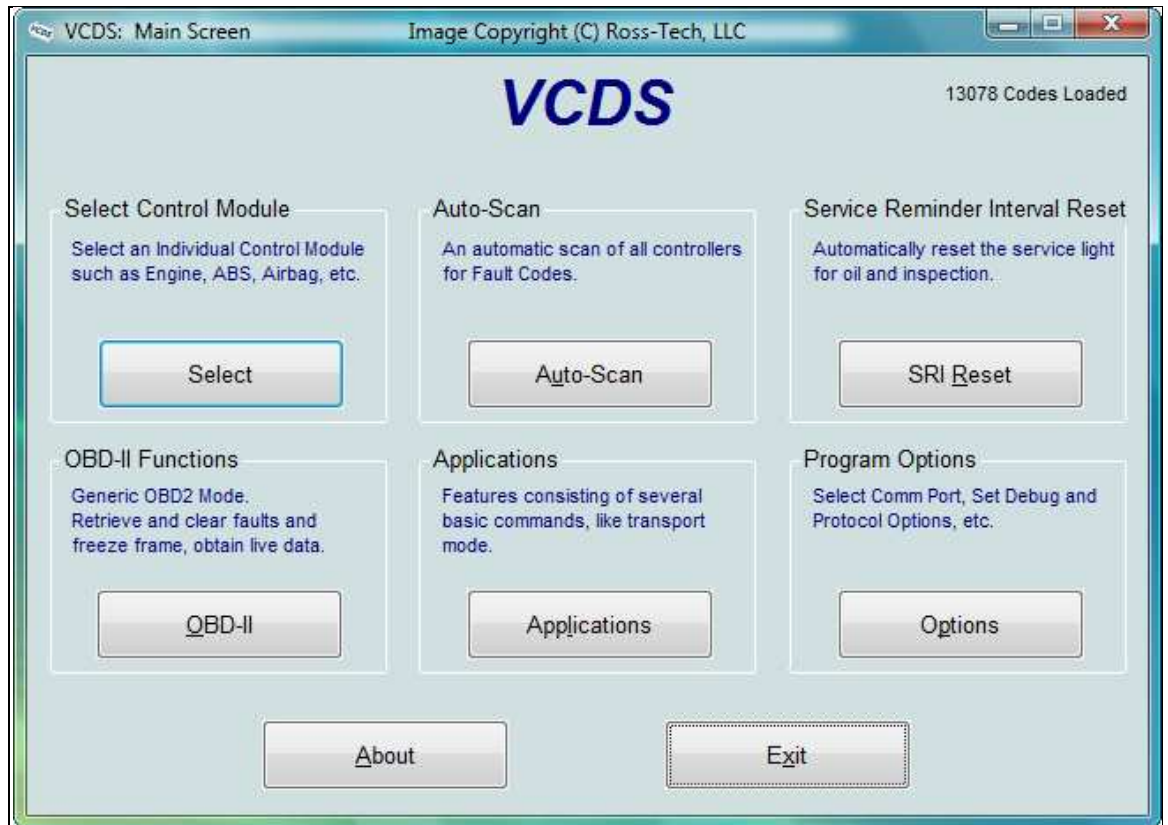 VCDS: Main Screen
Image Copyright (C) Ross-Tech, LLC
VCDS
13078 Codes Loaded
Select Control Module
Select an Individual Control Module
such as Engine, ABS, Airbag, etc.
Select
Auto-Scan
An automatic scan of all controllers
for Fault Codes.
Auto-Scan
Service Reminder Interval Reset
Automatically reset the service light
for oil and inspection.
SRI Reset
OBD-II Functions
Generic OBD2 Mode.
Retrieve and clear faults and
freeze frame, obtain live data.
OBD-II
Applications
Features consisting of several
basic commands, like transport
mode.
Applications
Program Options
Select Comm Port, Set Debug and
Protocol Options, etc.
Options
About
Exit